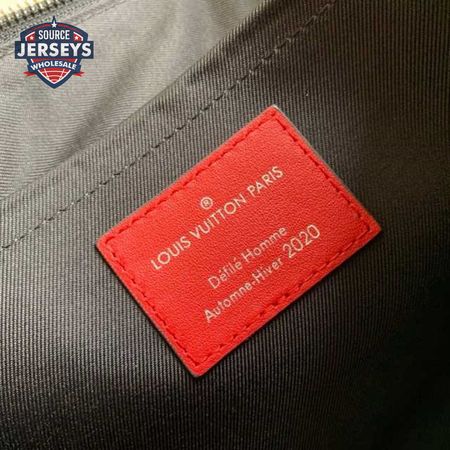 SOURCE
JERSEYS
WHOLESALE
®
LOUIS VUITTON PARIS
Défilé Homme
Automne-Hiver 2020